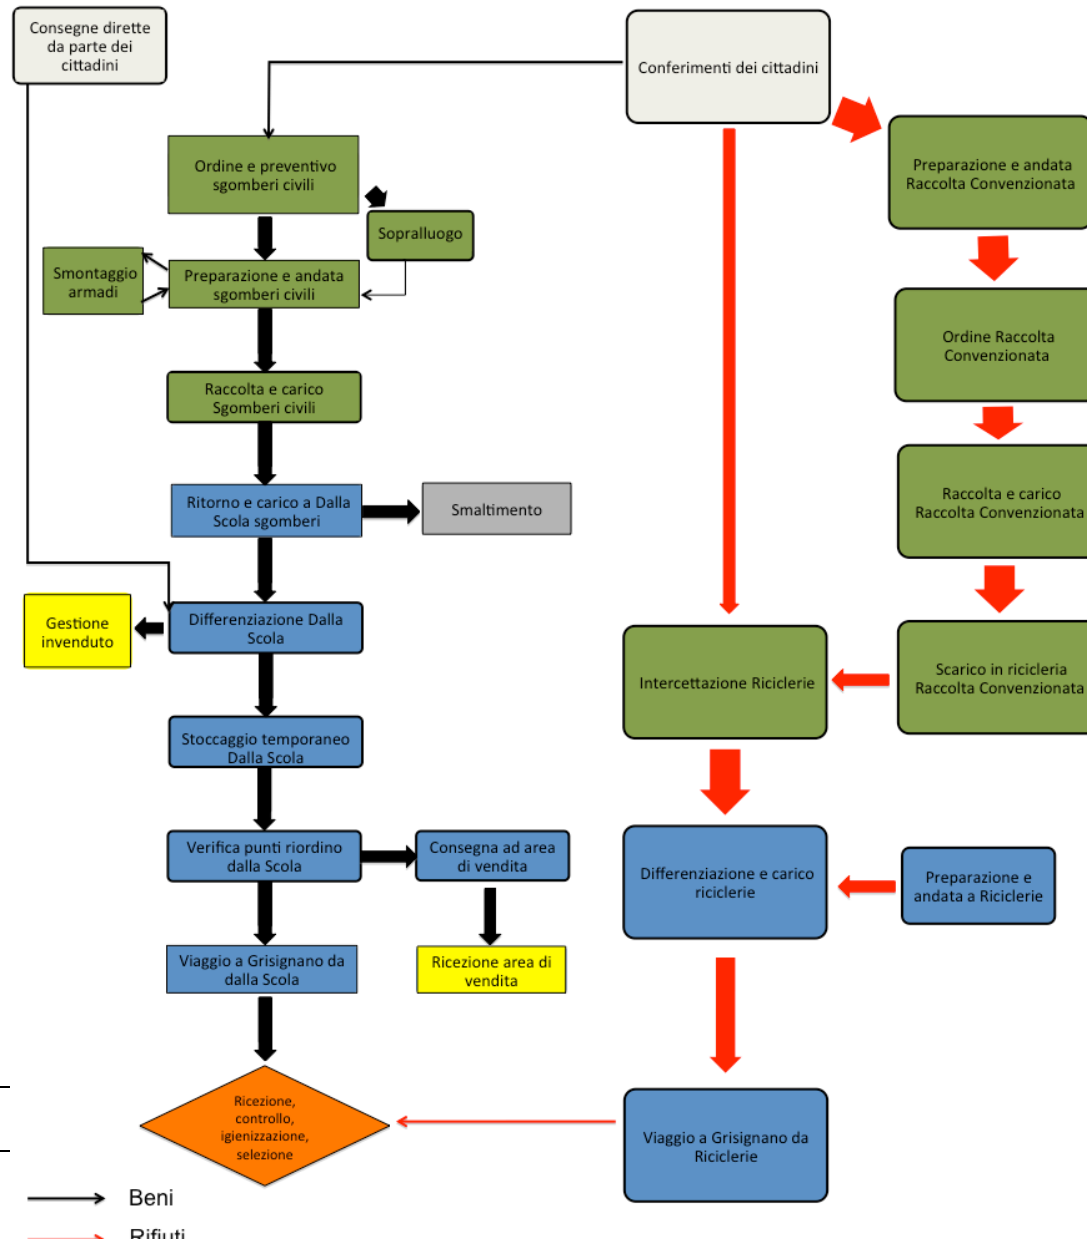 Consegne dirette
da parte dei
cittadini
Conferimenti dei cittadini
Ordine e preventivo
sgomberi civili
Preparazione e andata
Raccolta Convenzionata
Sopralluogo
Smontaggio
armadi
Preparazione e andata
sgomberi civili
Ordine Raccolta
Convenzionata
Raccolta e carico
Sgomberi civili
Ritorno e carico a Dalla
Scola sgomberi
Smaltimento
Raccolta e carico
Raccolta Convenzionata
Gestione
invenduto
Differenziazione Dalla
Scola
Intercettazione Riciclerie
Scarico in ricicleria
Raccolta Convenzionata
Stoccaggio temporaneo
Dalla Scola
Verifica punti riordino
dalla Scola
Consegna ad area
di vendita
Differenziazione e carico
riciclerie
Preparazione e
andata a Riciclerie
Viaggio a Grisignano da
dalla Scola
Ricezione area di
vendita
Ricezione,
controllo,
igienizzazione,
selezione
Viaggio a Grisignano da
Riciclerie
Beni
Rifiuti